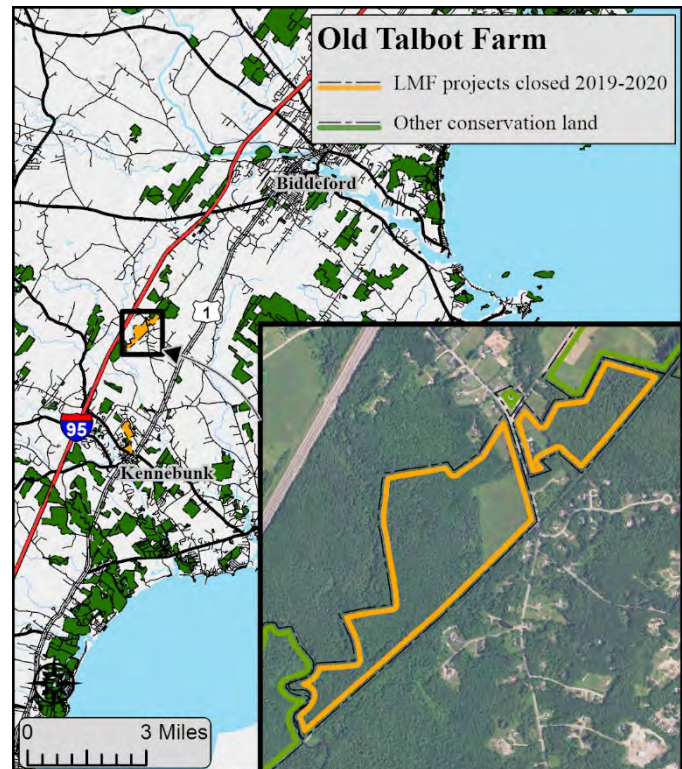 Old Talbot Farm
LMF projects closed 2019-2020
Other conservation land
Biddeford
1
95
Kennebunk
0
3 Miles